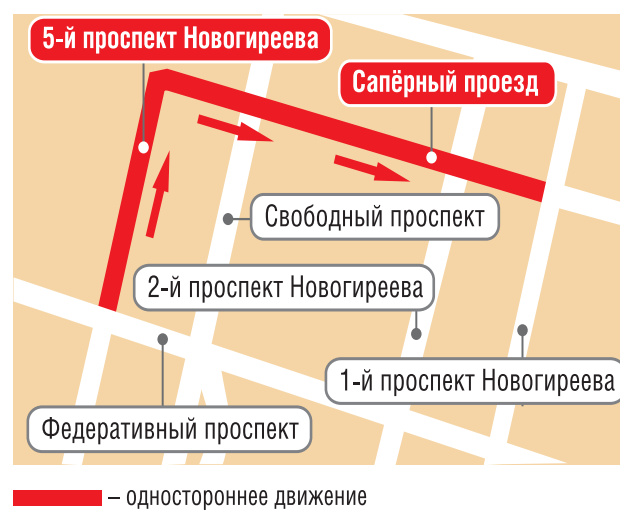 5-й проспект Новогиреева
Сапёрный проезд
Свободный проспект
2-й проспект Новогиреева
1-й проспект Новогиреева
Федеративный проспект
– одностороннее движение